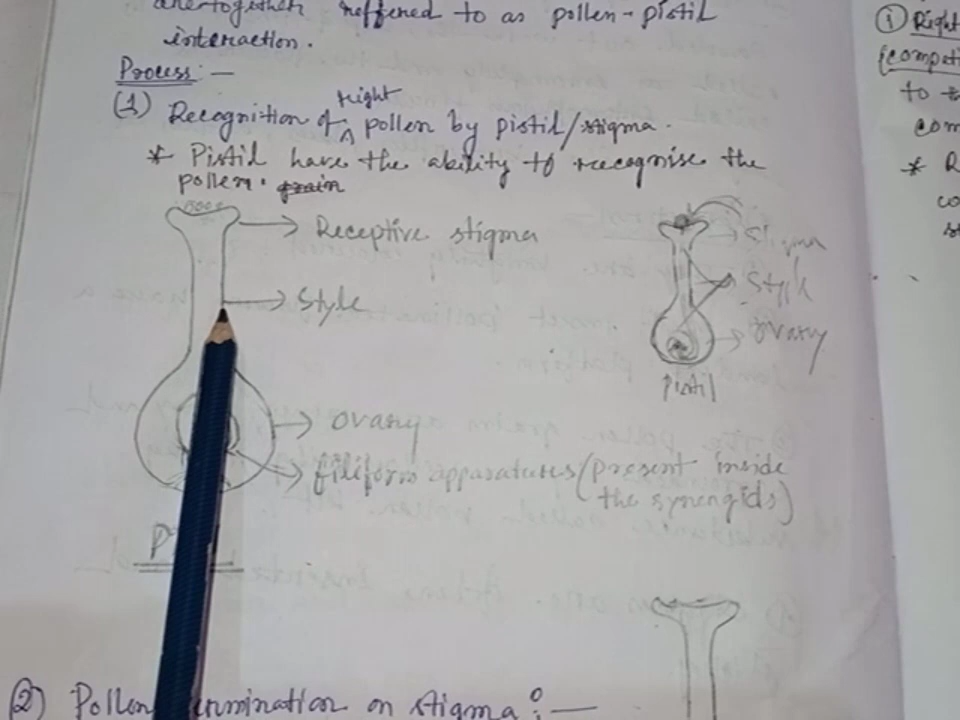 are together reffered to as pollen-pistil
interaction.
Process:—
(1) Recognition of right pollen by pistil/stigma.
* Pistil have the ability to recognise the
pollen.
Receptive stigma
Style
ovary
filiform apparatures (present inside
the synergids)
Stigma
Style
Ovary
Pistil
(2) Pollen germination on stigma:—
① Right
to
*